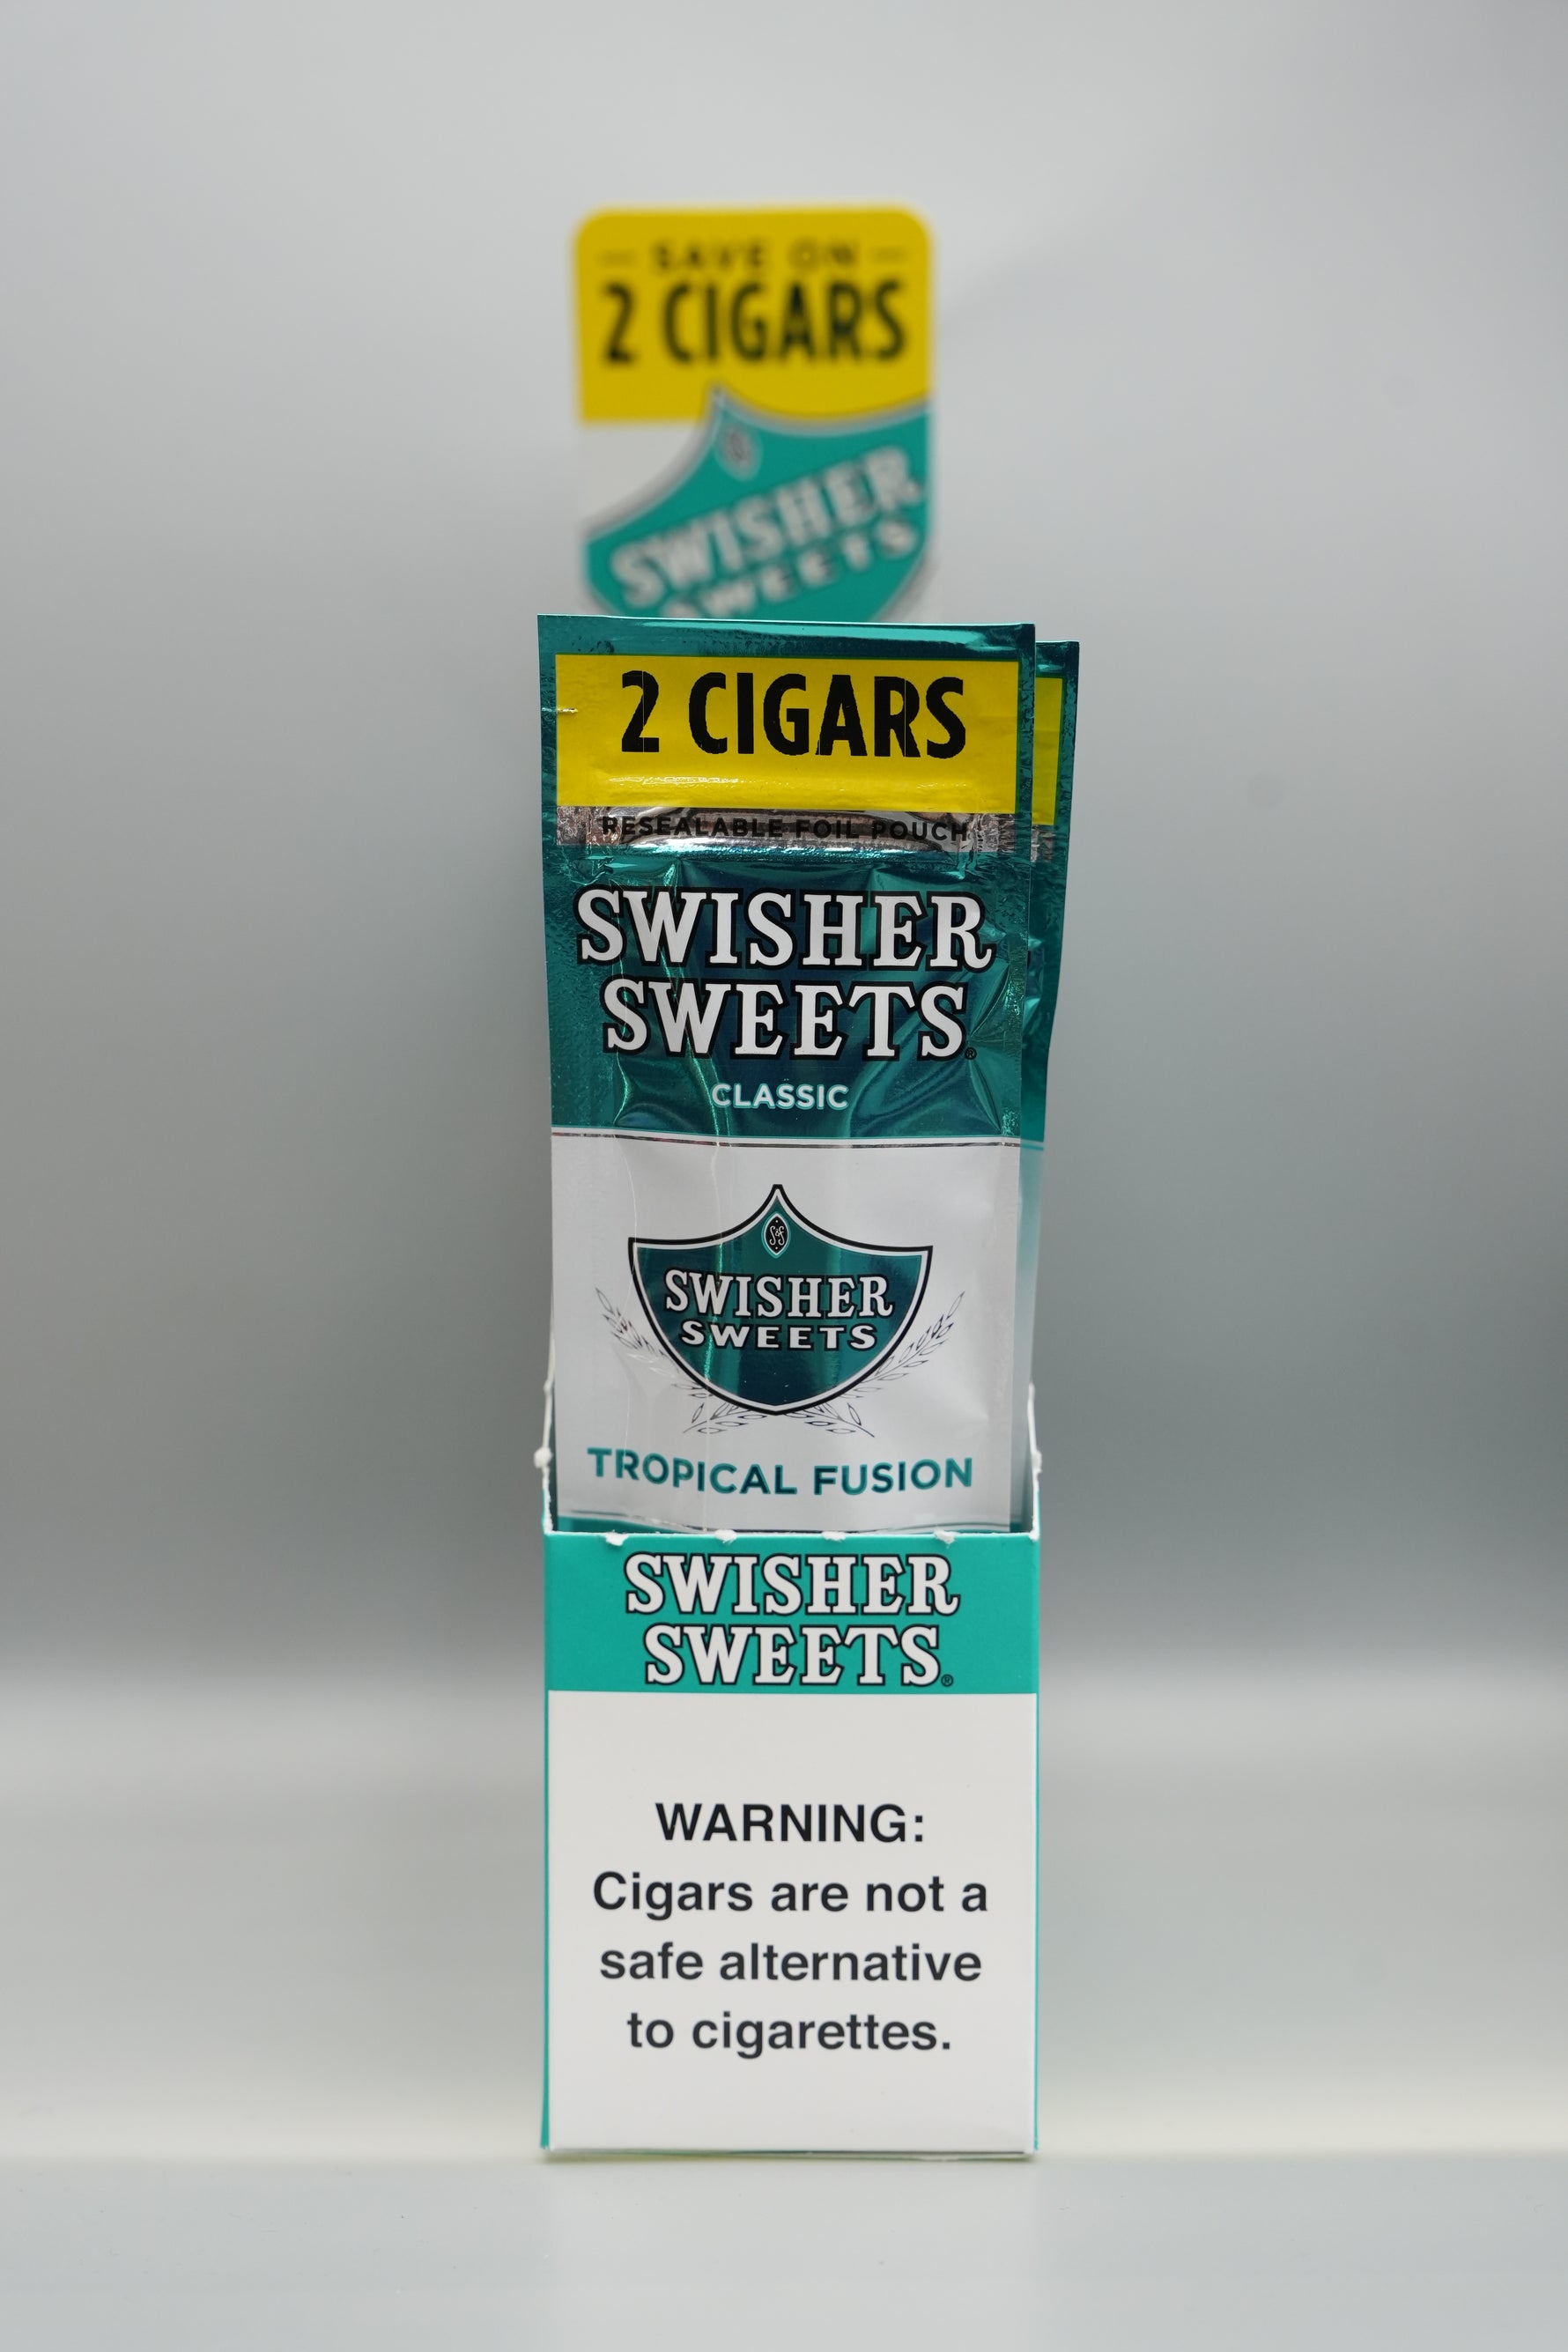 SAVE ON
2 CIGARS
SWISHER
SWEETS
2 CIGARS
RESEALABLE FOIL POUCH
SWISHER
SWEETS®
CLASSIC
S&S
SWISHER
SWEETS
TROPICAL FUSION
SWISHER
SWEETS®
WARNING:
Cigars are not a
safe alternative
to cigarettes.